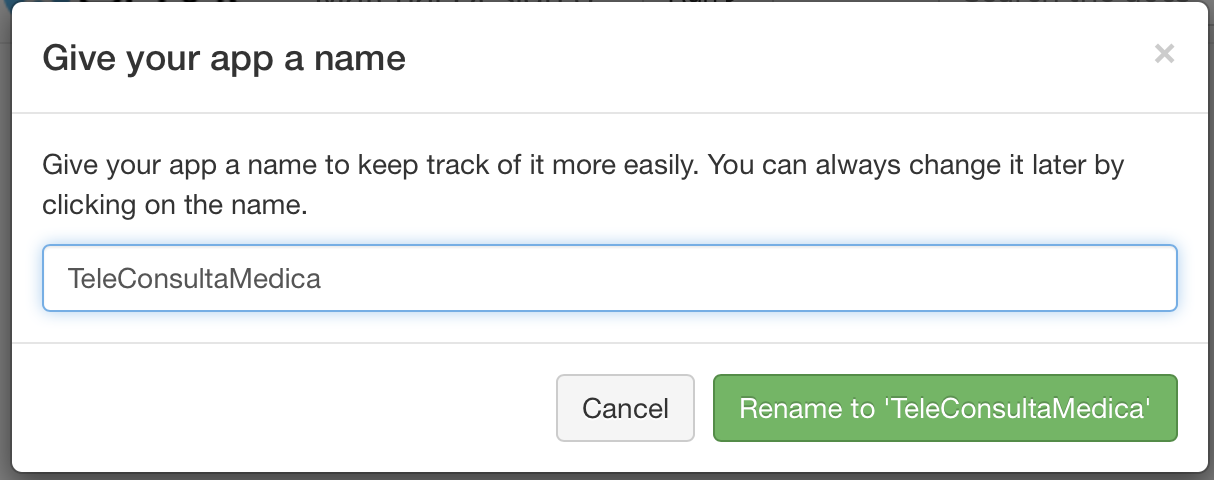 Give your app a name
×
Give your app a name to keep track of it more easily. You can always change it later by
clicking on the name.
TeleConsultaMedica
Cancel
Rename to 'TeleConsultaMedica'